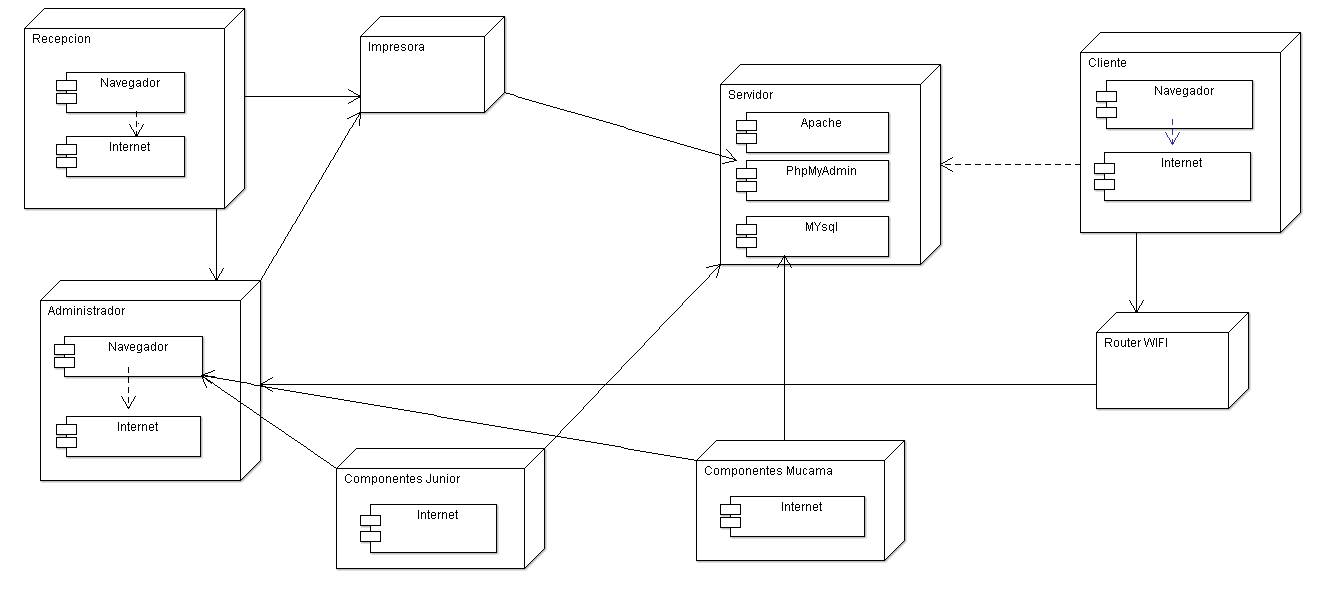 Recepcion
Navegador
Internet
Impresora
Servidor
Apache
PhpMyAdmin
MYsql
Cliente
Navegador
Internet
Administrador
Navegador
Internet
Router WIFI
Componentes Junior
Internet
Componentes Mucama
Internet